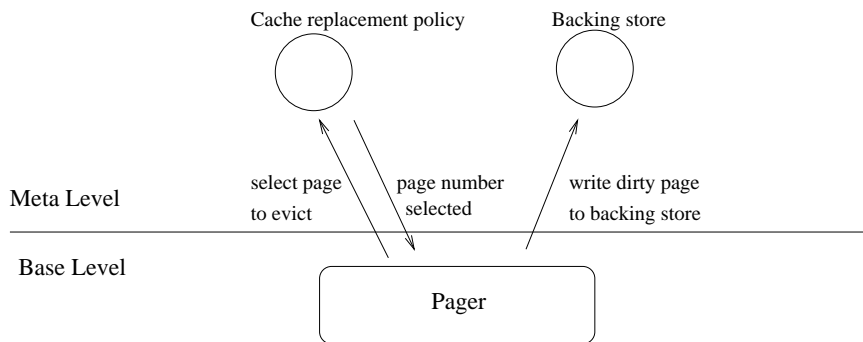 Cache replacement policy
Backing store
select page
to evict
page number
selected
write dirty page
to backing store
Meta Level
Base Level
Pager